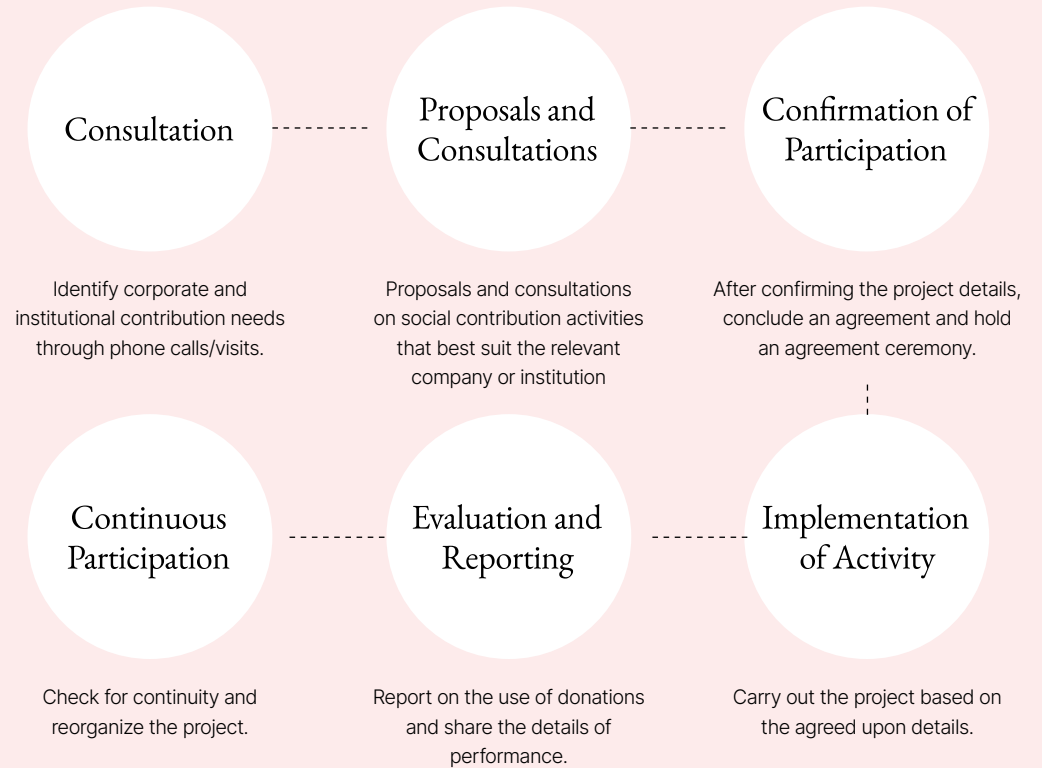 Consultation
Identify corporate and
institutional contribution needs
through phone calls/visits.
Proposals and
Consultations
Proposals and consultations
on social contribution activities
that best suit the relevant
company or institution
Confirmation of
Participation
After confirming the project details,
conclude an agreement and hold
an agreement ceremony.
Implementation
of Activity
Carry out the project based on
the agreed upon details.
Evaluation and
Reporting
Report on the use of donations
and share the details of
performance.
Continuous
Participation
Check for continuity and
reorganize the project.